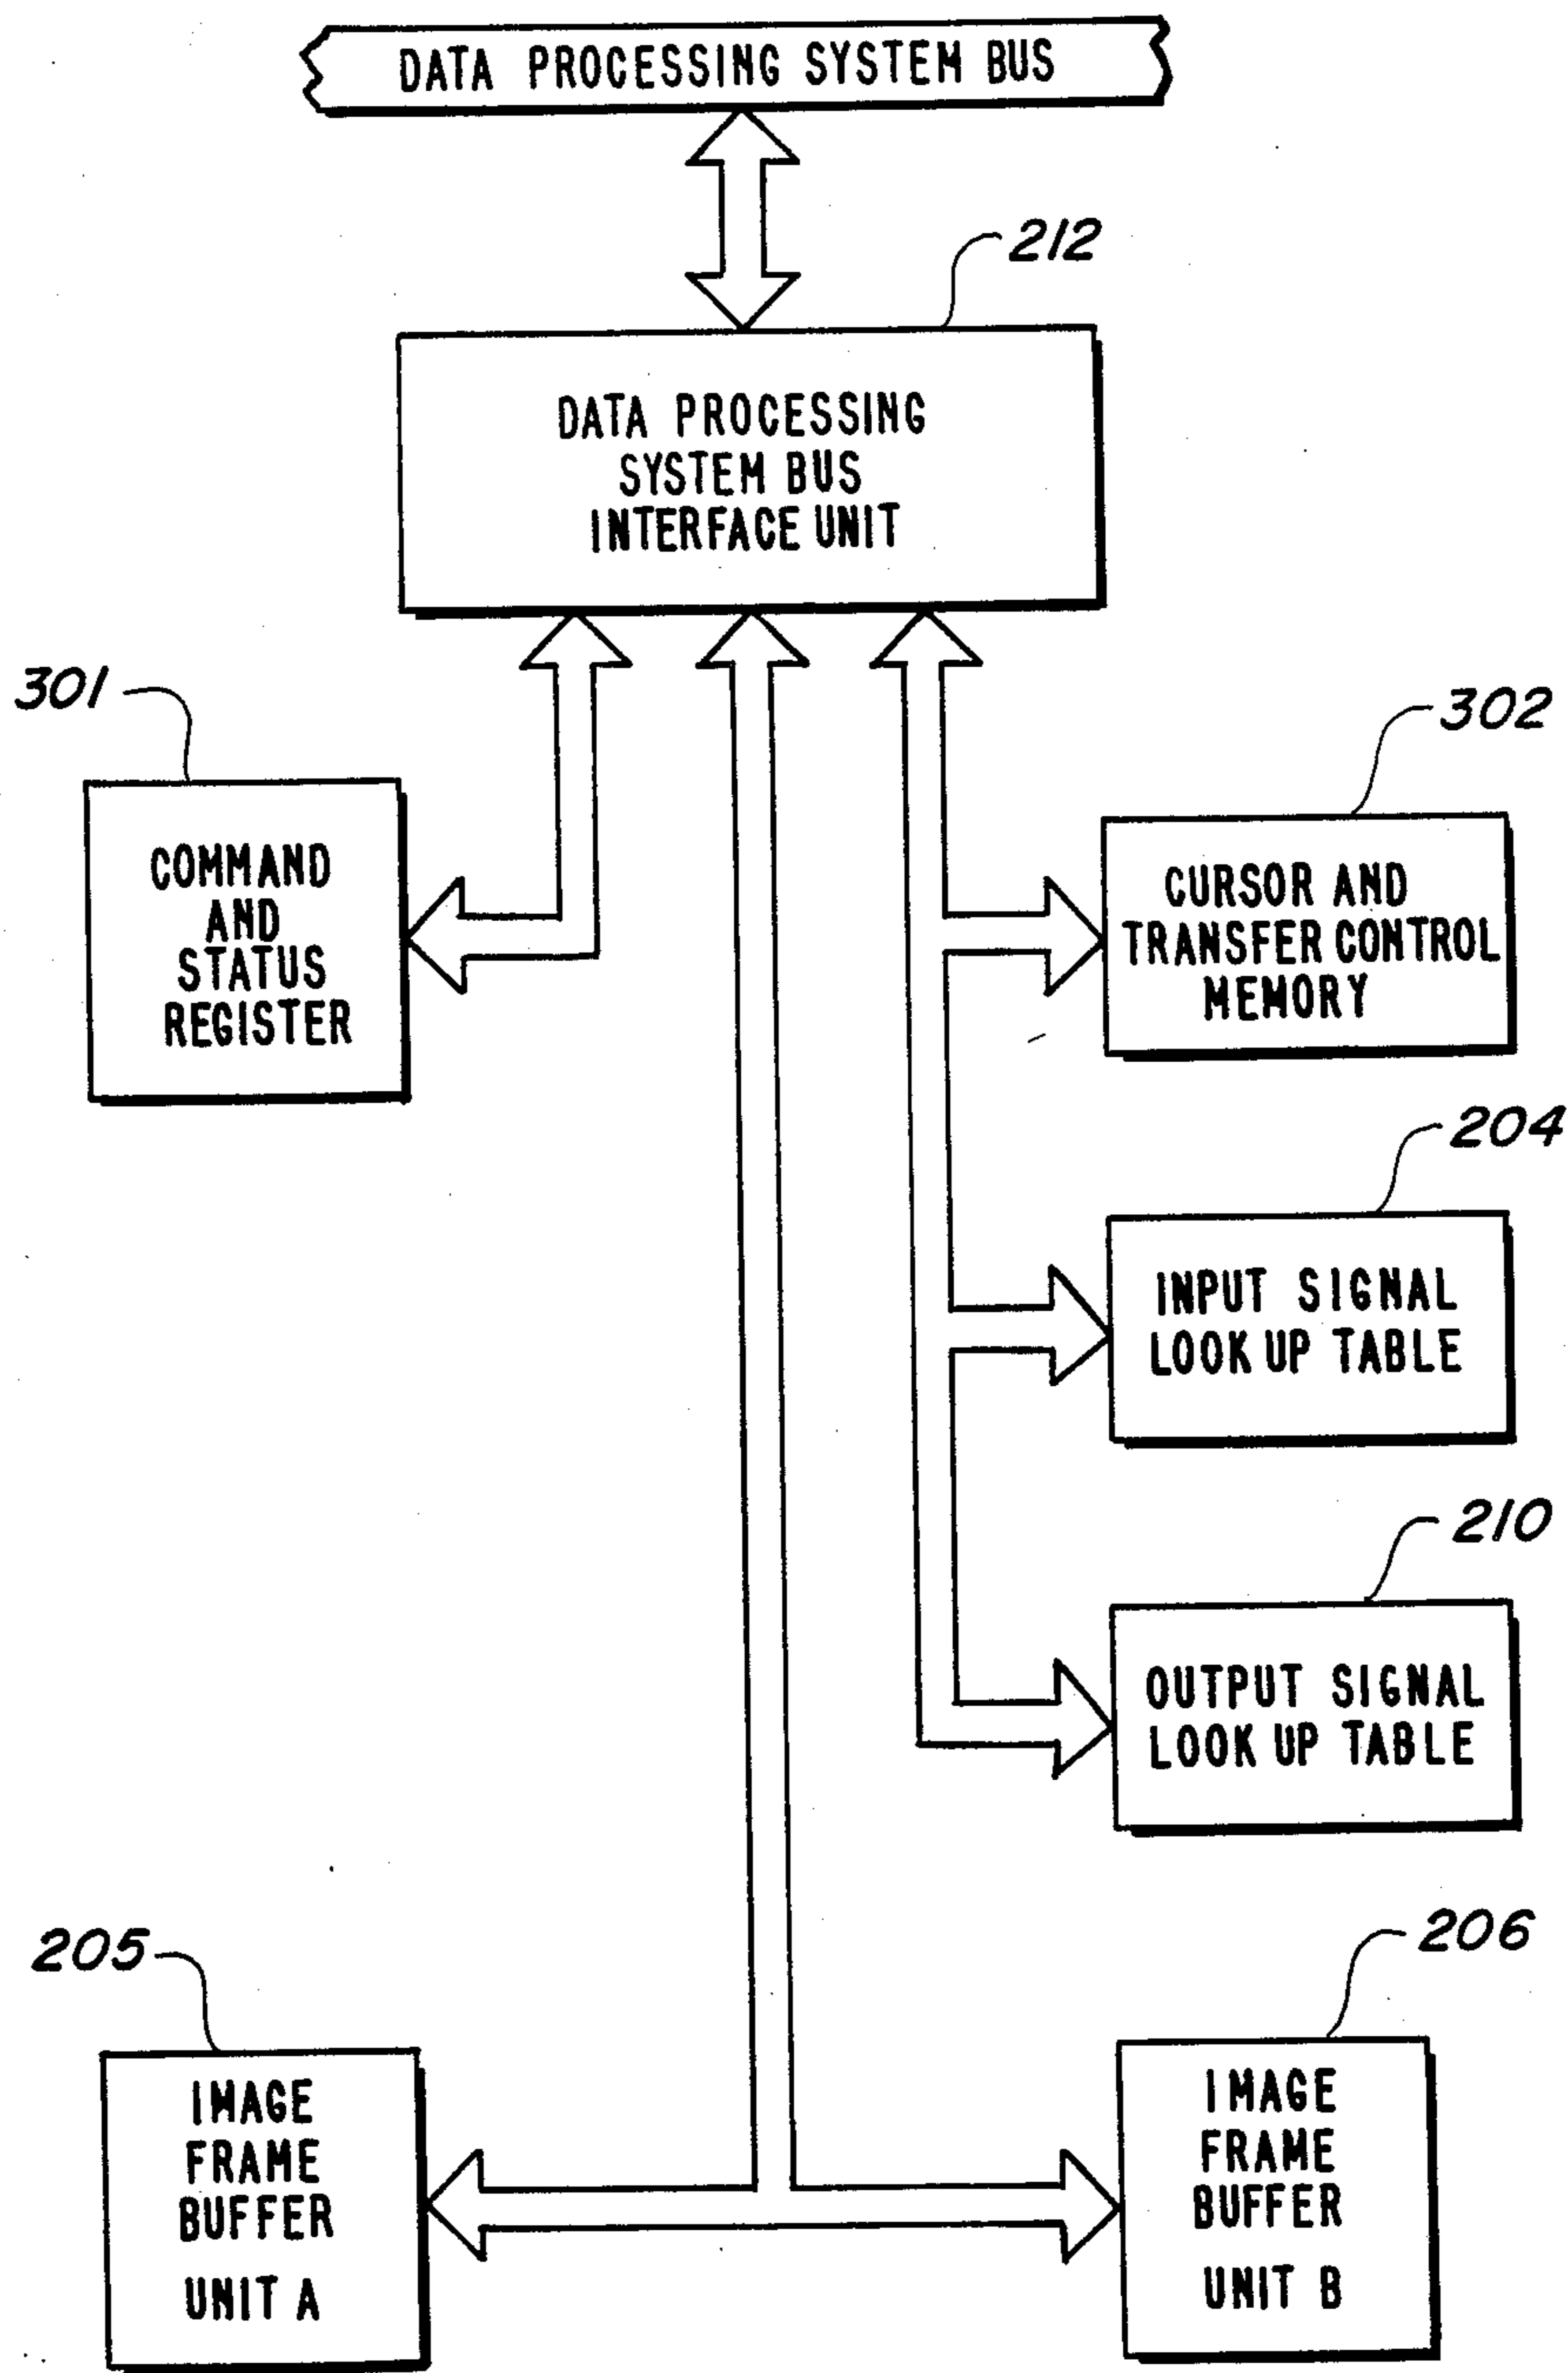 DATA PROCESSING SYSTEM BUS
212
DATA PROCESSING
SYSTEM BUS
INTERFACE UNIT
301
COMMAND
AND
STATUS
REGISTER
302
CURSOR AND
TRANSFER CONTROL
MEMORY
204
INPUT SIGNAL
LOOK UP TABLE
210
OUTPUT SIGNAL
LOOK UP TABLE
205
IMAGE
FRAME
BUFFER
UNIT A
206
IMAGE
FRAME
BUFFER
UNIT B